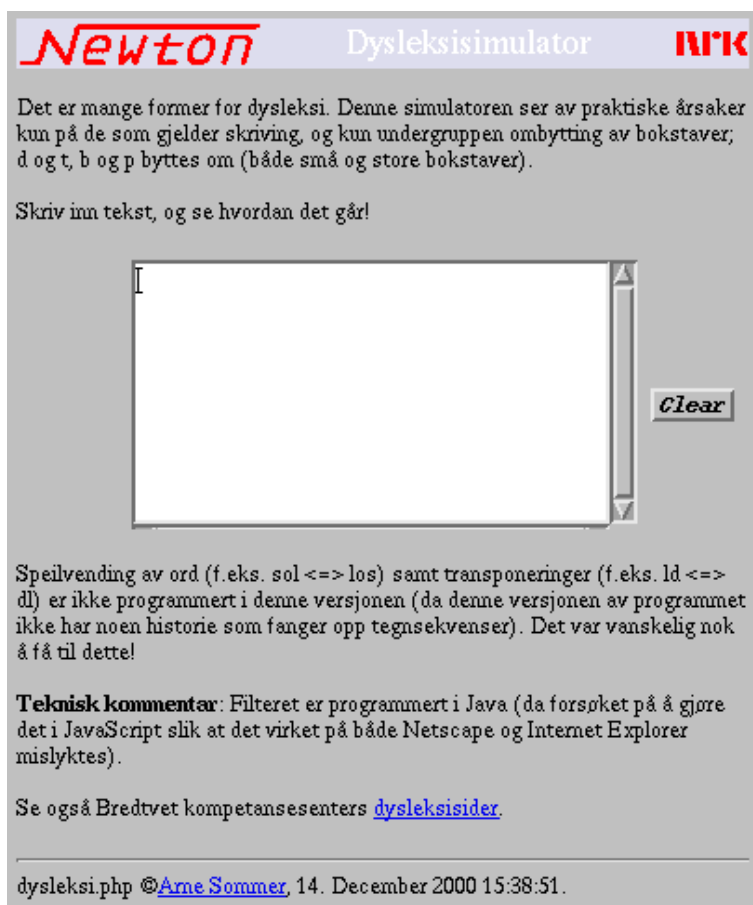 Newton Dysleksisimulator NRK
Det er mange former for dysleksi. Denne simulatoren ser av praktiske årsaker
kun på de som gjelder skriving, og kun undergruppen ombytting av bokstaver;
d og t, b og p byttes om (både små og store bokstaver).
Skriv inn tekst, og se hvordan det går!
Clear
Speilvending av ord (f.eks. sol <=> los) samt transponeringer (f.eks. ld <=>
dl) er ikke programmert i denne versjonen (da denne versjonen av programmet
ikke har noen historie som fanger opp tegnsekvenser). Det var vanskelig nok
å få til dette!
Teknisk kommentar: Filteret er programmert i Java (da forsøket på å gjøre
det i JavaScript slik at det virket på både Netscape og Internet Explorer
mislyktes).
Se også Bredtvet kompetansesenters dysleksisider.
dysleksi.php ©Arne Sommer, 14. December 2000 15:38:51.